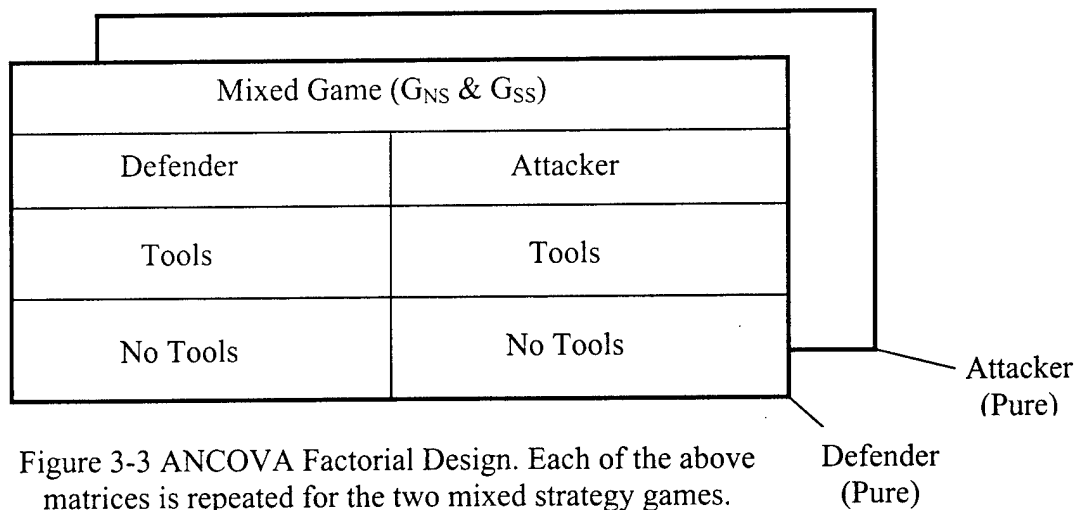 Mixed Game (G_NS & G_SS)
Defender Attacker
Tools Tools
No Tools No Tools
Attacker
(Pure)
Defender
(Pure)
Figure 3-3 ANCOVA Factorial Design. Each of the above
matrices is repeated for the two mixed strategy games.